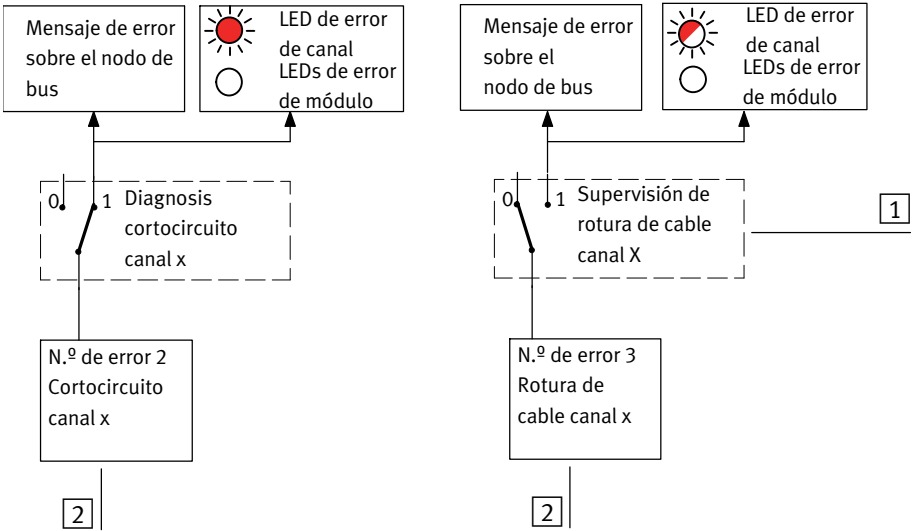 Mensaje de error
sobre el nodo de
bus
LED de error
de canal
LEDs de error
de módulo
0
1
Diagnosis
cortocircuito
canal x
N.º de error 2
Cortocircuito
canal x
2
Mensaje de error
sobre el
nodo de bus
LED de error
de canal
LEDs de error
de módulo
0
1
Supervisión de
rotura de cable
canal X
1
N.º de error 3
Rotura de
cable canal x
2